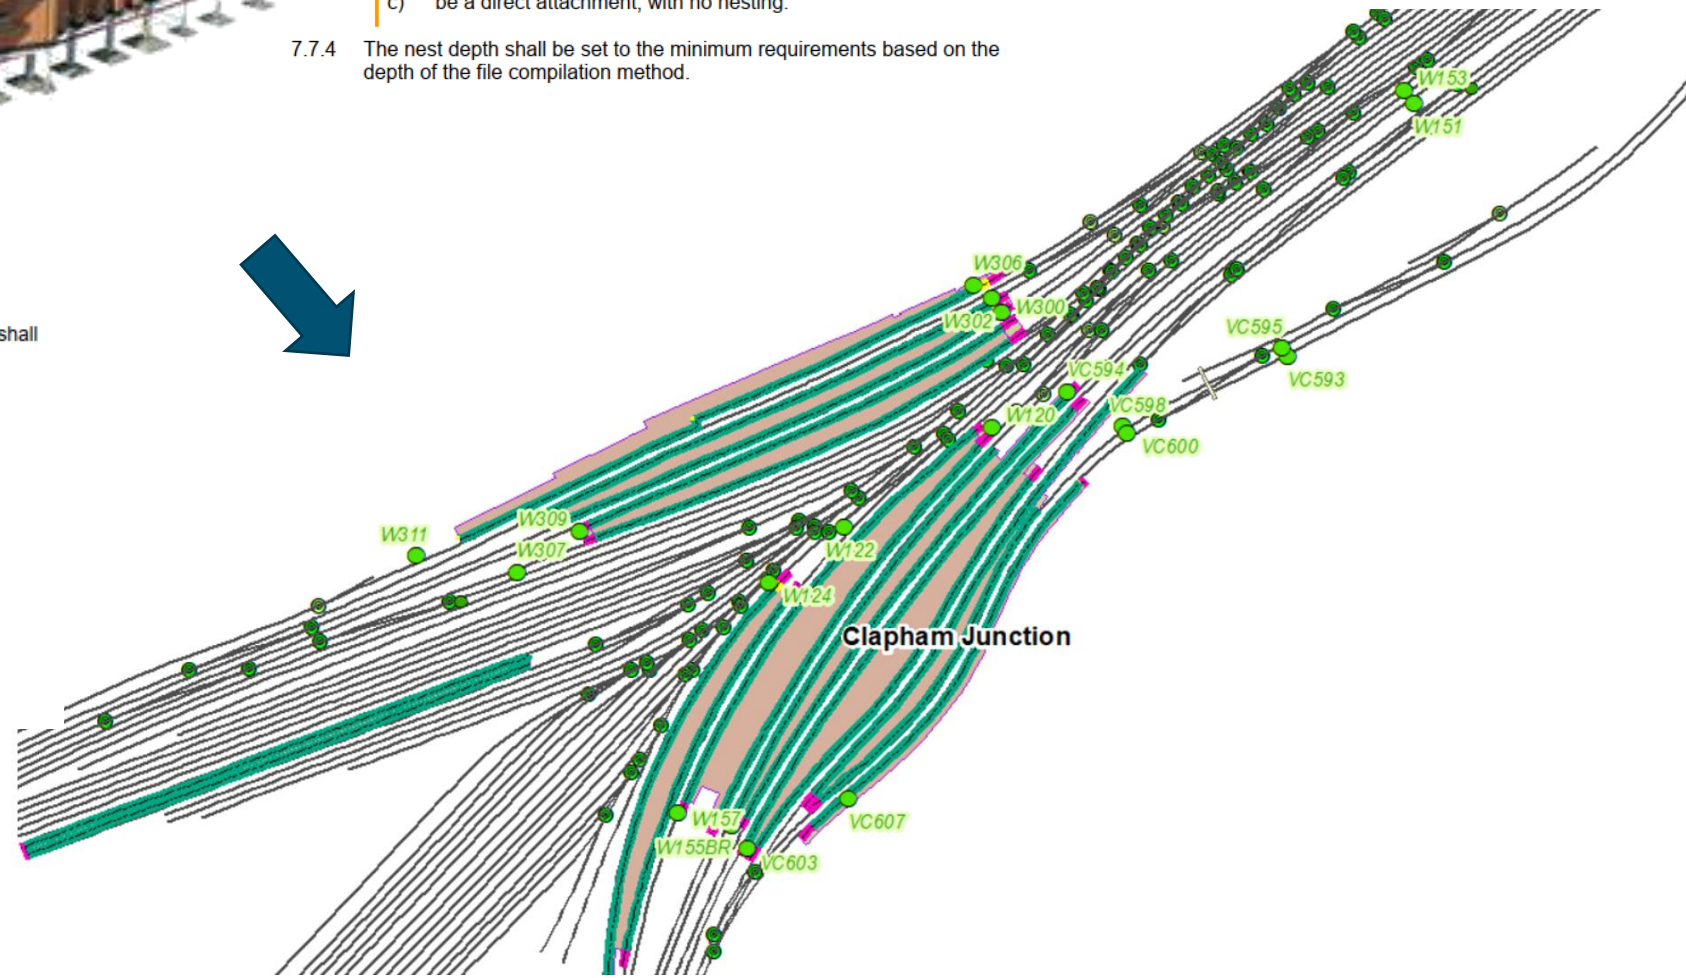 c) be a direct attachment, with no nesting.
7.7.4 The nest depth shall be set to the minimum requirements based on the
depth of the file compilation method.
shall
W153
W151
W306
W300
W302
VC595
VC593
VC594
VC598
W120
VC600
W311
W309
W307
W122
W124
Clapham Junction
W157
VC607
W155BR
VC603